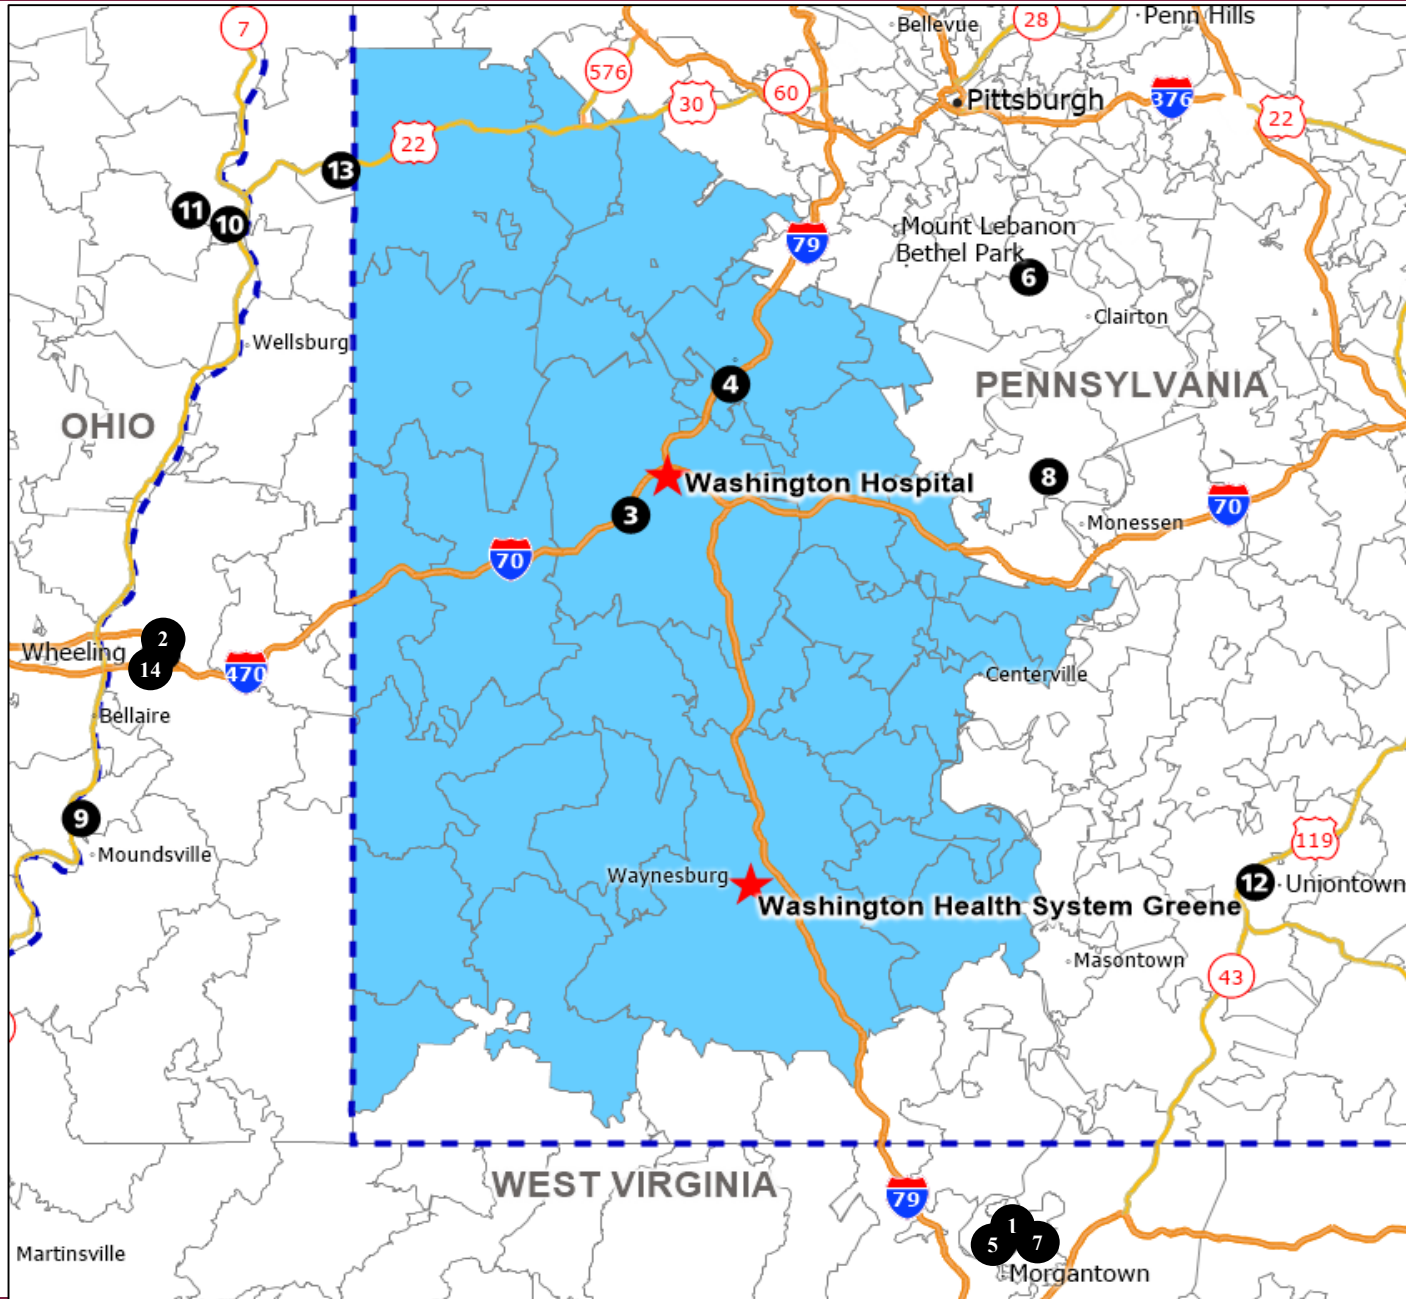 7
28
Penn Hills
Bellevue
576
60
30
Pittsburgh
376
22
22
13
11
10
Mount Lebanon
79
Bethel Park
6
Clairton
Wellsburg
4
PENNSYLVANIA
OHIO
8
Washington Hospital
70
3
Monessen
70
2
Wheeling
14
470
Centerville
Bellaire
9
119
Moundsville
Waynesburg
12
Uniontown
Washington Health System Greene
Masontown
43
WEST VIRGINIA
79
1
5
7
Martinsville
Morgantown